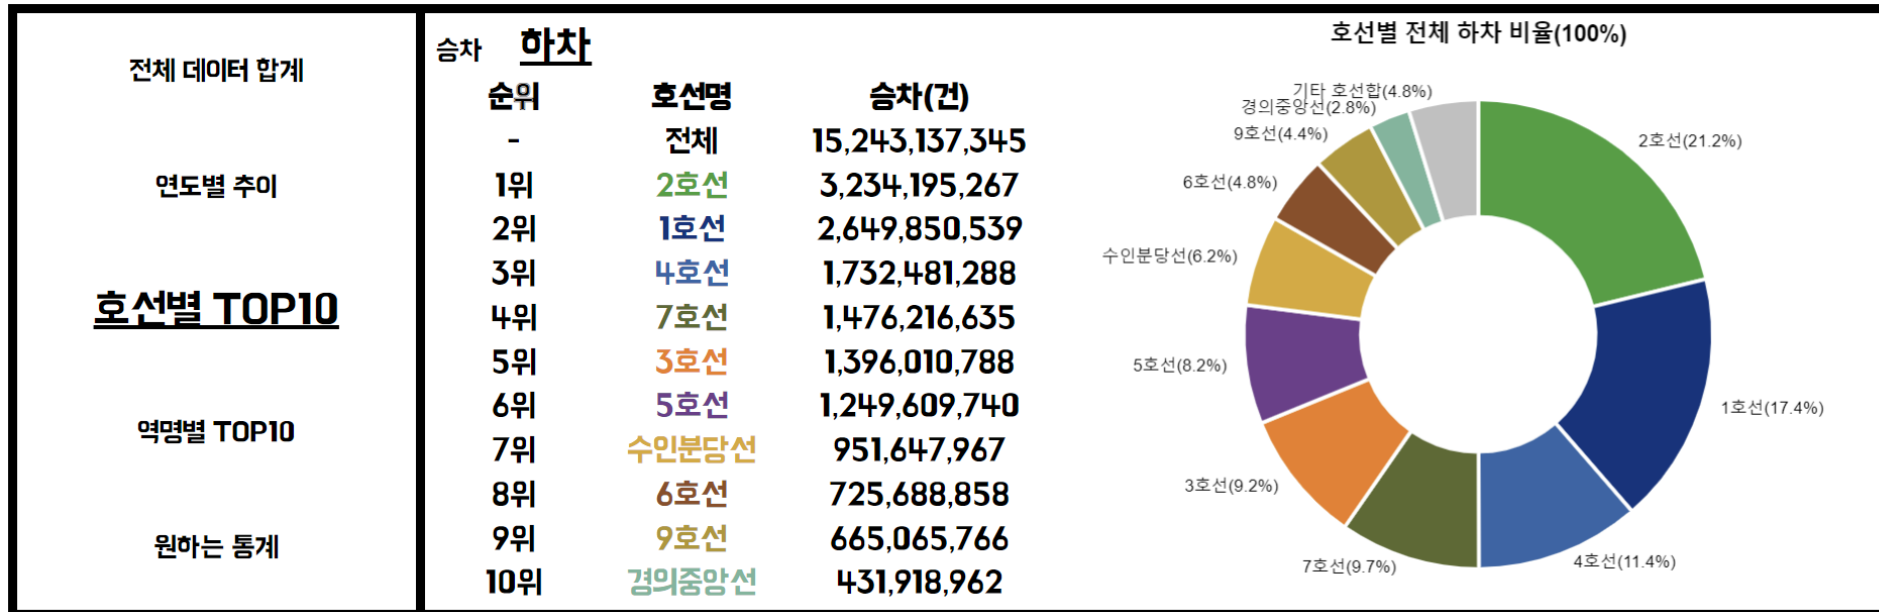 전체 데이터 합계
연도별 추이
호선별 TOP10
역명별 TOP10
원하는 통계
승차 하차
순위 호선명 승차(건)
- 전체 15,243,137,345
1위 2호선 3,234,195,267
2위 1호선 2,649,850,539
3위 4호선 1,732,481,288
4위 7호선 1,476,216,635
5위 3호선 1,396,010,788
6위 5호선 1,249,609,740
7위 수인분당선 951,647,967
8위 6호선 725,688,858
9위 9호선 665,065,766
10위 경의중앙선 431,918,962
호선별 전체 하차 비율(100%)
기타 호선합(4.8%)
경의중앙선(2.8%)
9호선(4.4%)
2호선(21.2%)
6호선(4.8%)
수인분당선(6.2%)
5호선(8.2%)
1호선(17.4%)
3호선(9.2%)
7호선(9.7%)
4호선(11.4%)